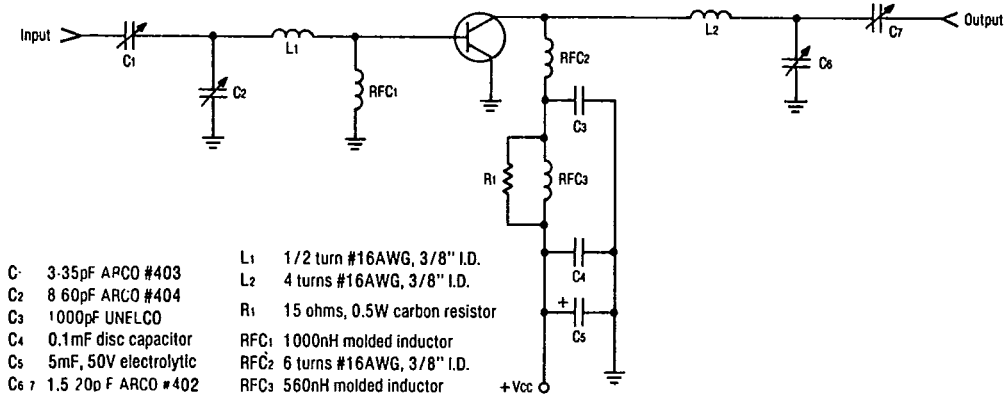 Input
C1
C2
L1
RFC1
RFC2
C3
R1
RFC3
C4
+
C5
+Vcc
L2
C6
C7
Output
C· 3-35pF ARCO #403
C2 8 60pF ARCO #404
C3 1000pF UNELCO
C4 0.1mF disc capacitor
C5 5mF, 50V electrolytic
C6 7 1.5 20p F ARCO #402
L1 1/2 turn #16AWG, 3/8" I.D.
L2 4 turns #16AWG, 3/8" I.D.
R1 15 ohms, 0.5W carbon resistor
RFC1 1000nH molded inductor
RFC2 6 turns #16AWG, 3/8" I.D.
RFC3 560nH molded inductor